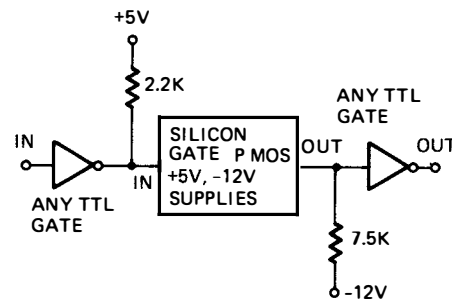 +5V
2.2K
IN
ANY TTL
GATE
IN
SILICON
GATE P MOS
+5V, -12V
SUPPLIES
OUT
ANY TTL
GATE
OUT
7.5K
-12V